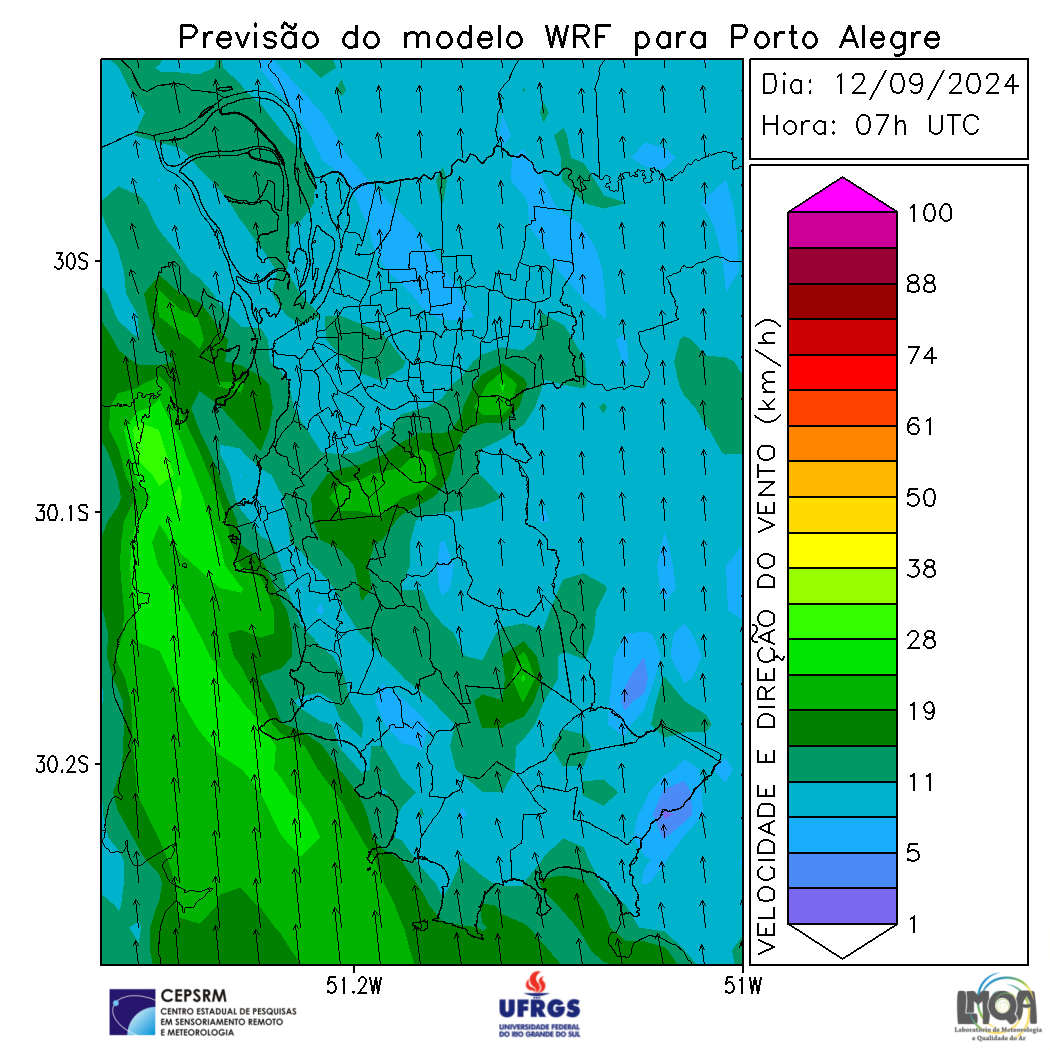 Previsão do modelo WRF para Porto Alegre
Dia: 12/09/2024
Hora: 07h UTC
30S
30.1S
30.2S
51.2W
51W
VELOCIDADE E DIREÇÃO DO VENTO (km/h)
100
88
74
61
50
38
28
19
11
5
1
CEPSRM
CENTRO ESTADUAL DE PESQUISAS
EM SENSORIAMENTO REMOTO
E METEOROLOGIA
UFRGS
UNIVERSIDADE FEDERAL
DO RIO GRANDE DO SUL
LMQA
Laboratório de Meteorologia
e Qualidade do Ar